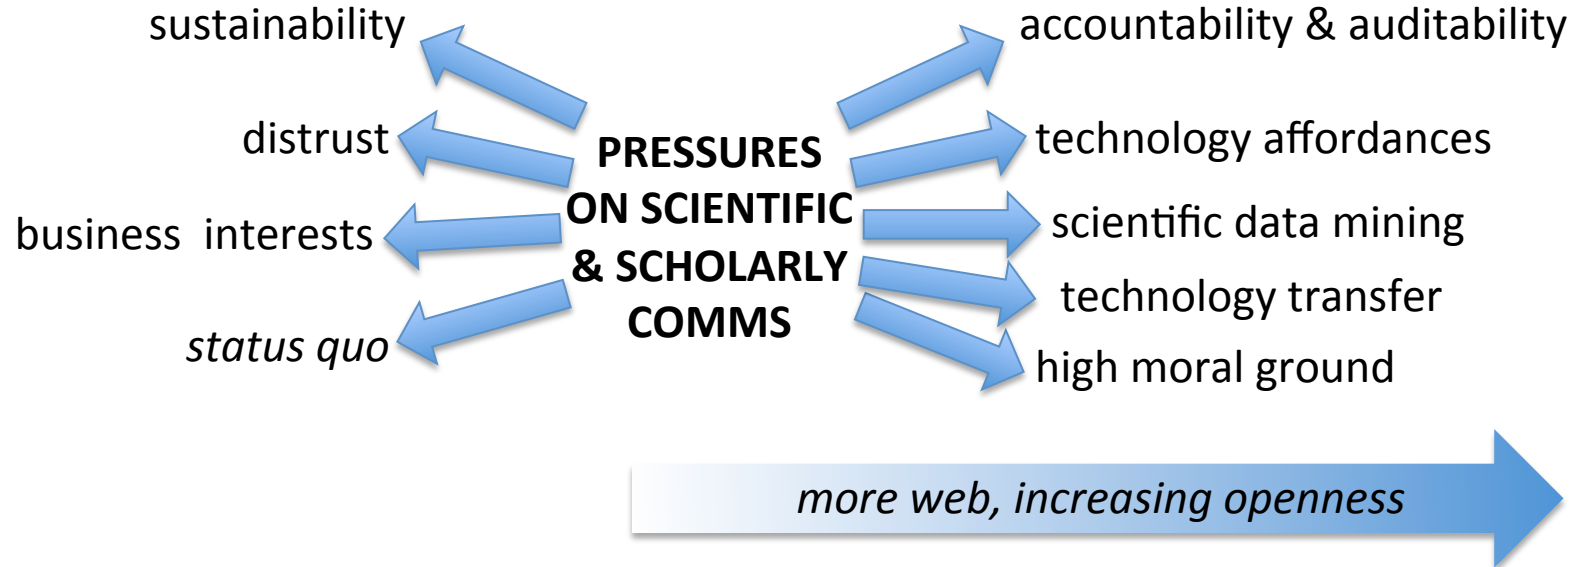 sustainability
distrust
business interests
status quo
PRESSURES
ON SCIENTIFIC
& SCHOLARLY
COMMS
accountability & auditability
technology affordances
scientific data mining
technology transfer
high moral ground
more web, increasing openness